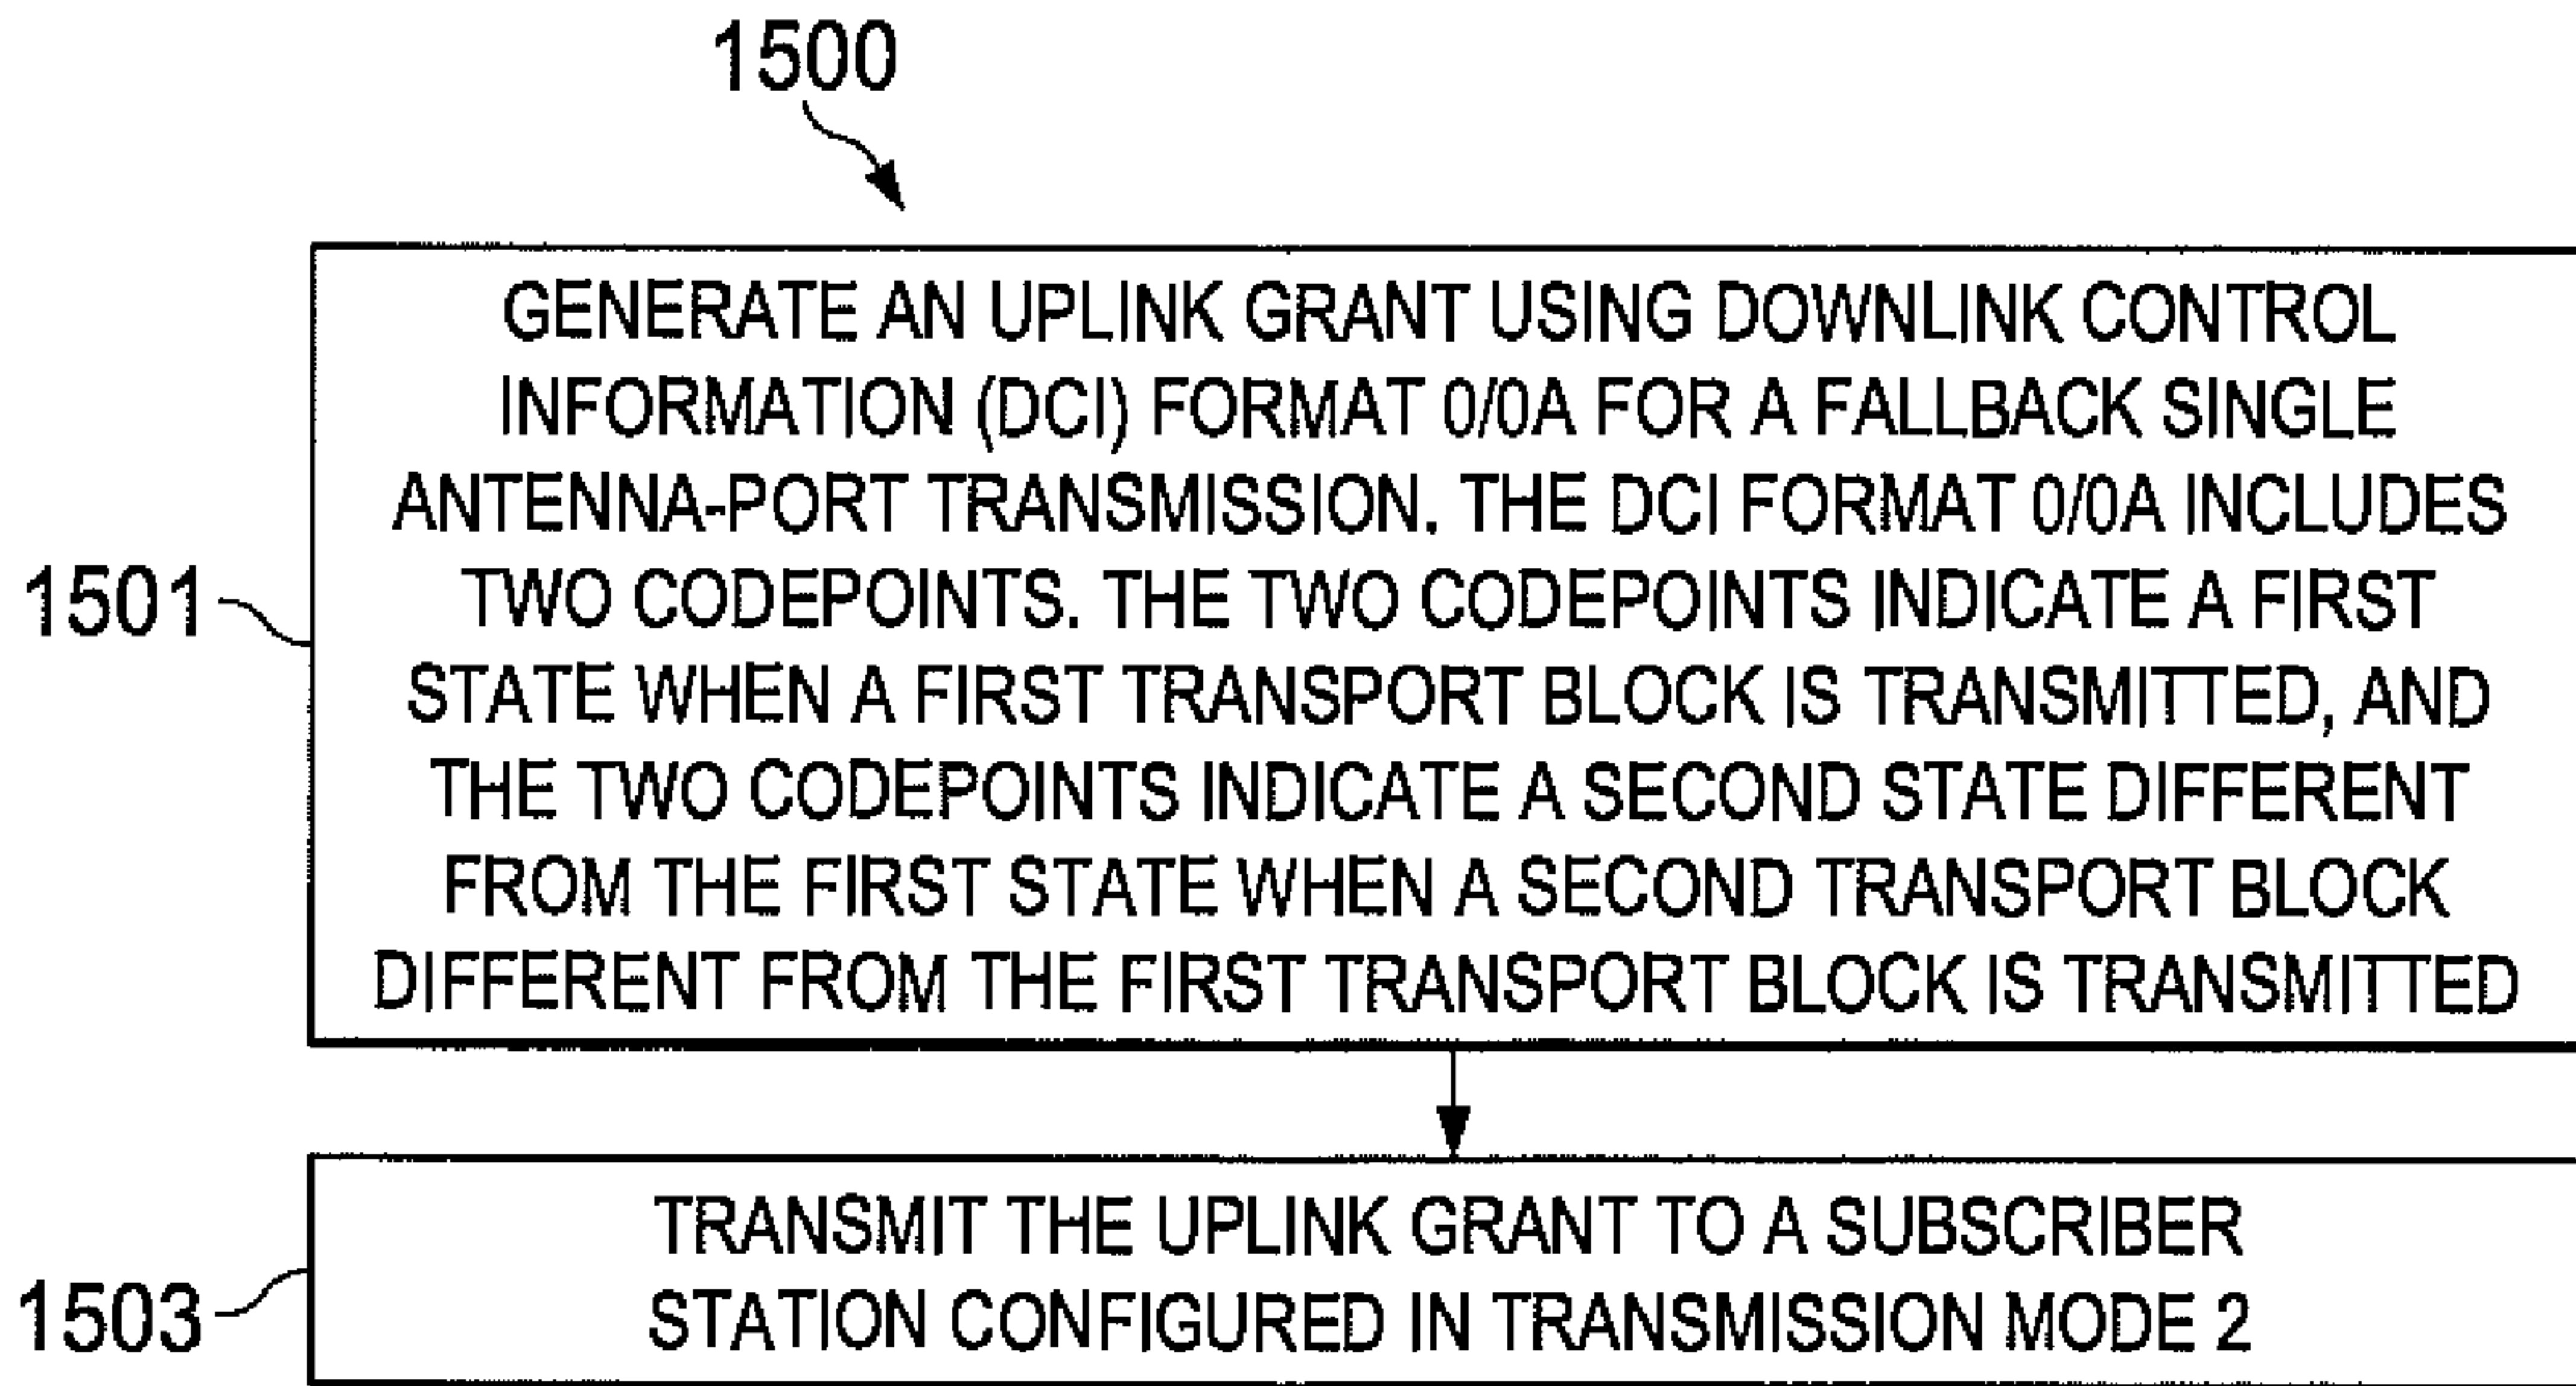 1500
GENERATE AN UPLINK GRANT USING DOWNLINK CONTROL
INFORMATION (DCI) FORMAT 0/0A FOR A FALLBACK SINGLE
ANTENNA-PORT TRANSMISSION. THE DCI FORMAT 0/0A INCLUDES
TWO CODEPOINTS. THE TWO CODEPOINTS INDICATE A FIRST
1501
STATE WHEN A FIRST TRANSPORT BLOCK IS TRANSMITTED, AND
THE TWO CODEPOINTS INDICATE A SECOND STATE DIFFERENT
FROM THE FIRST STATE WHEN A SECOND TRANSPORT BLOCK
DIFFERENT FROM THE FIRST TRANSPORT BLOCK IS TRANSMITTED
TRANSMIT THE UPLINK GRANT TO A SUBSCRIBER
1503
STATION CONFIGURED IN TRANSMISSION MODE 2